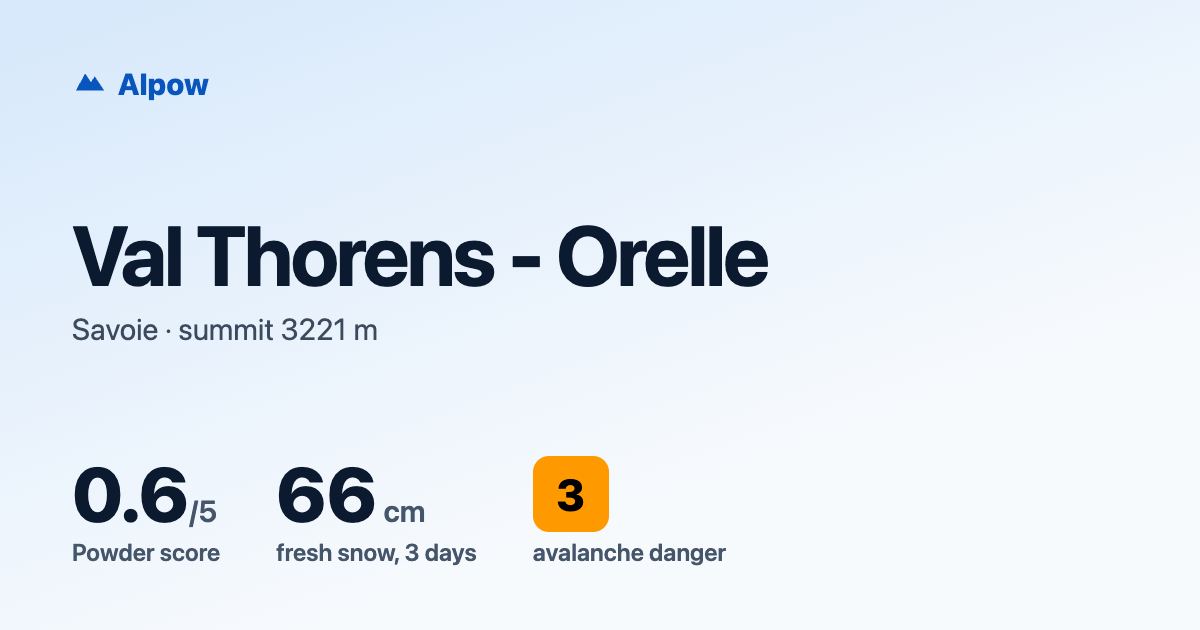 Alpow
Val Thorens - Orelle
Savoie · summit 3221 m
0.6/5
Powder score
66 cm
fresh snow, 3 days
3
avalanche danger